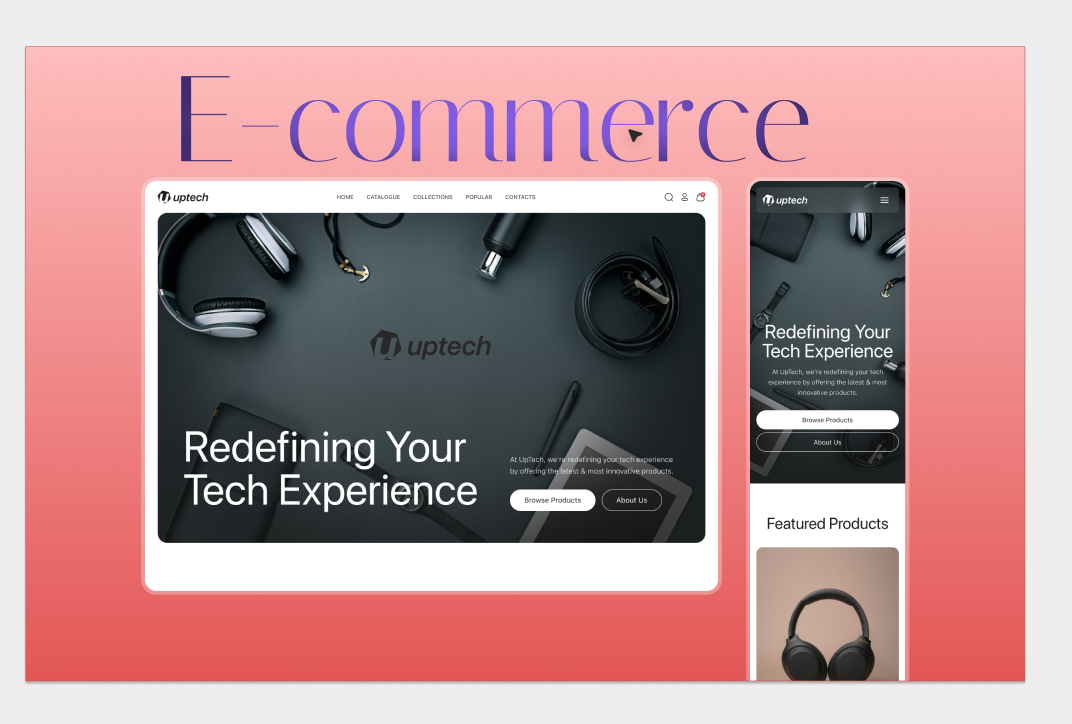 E-commerce
uptech
HOME CATALOGUE COLLECTIONS POPULAR CONTACTS
uptech
Redefining Your
Tech Experience
At UpTech, we're redefining your tech experience
by offering the latest & most innovative products.
Browse Products
About Us
uptech
Redefining Your
Tech Experience
At UpTech, we're redefining your tech
experience by offering the latest & most
innovative products.
Browse Products
About Us
Featured Products